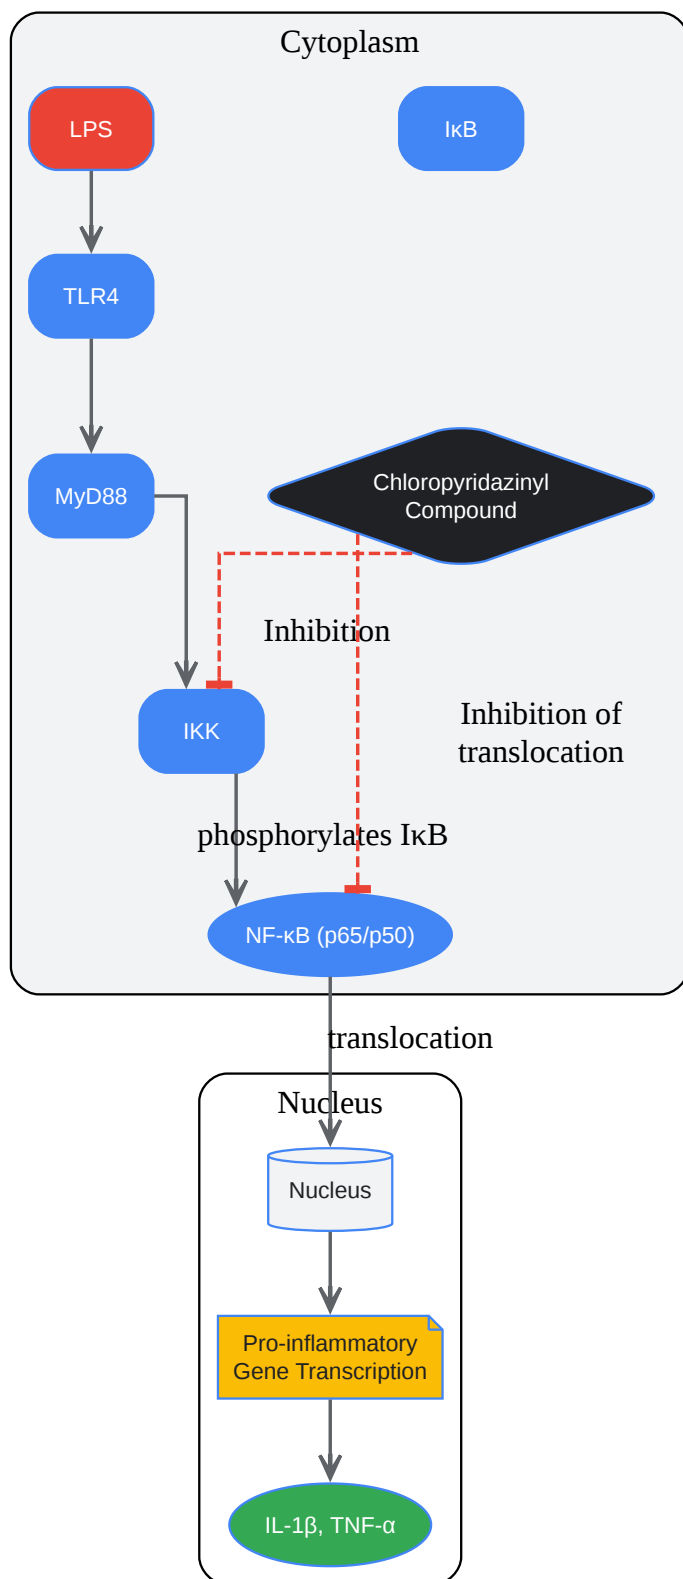 Cytoplasm
LPS
IκB
TLR4
MyD88
Chloropyridazinyl
Compound
Inhibition
IKK
Inhibition of
translocation
phosphorylates IκB
NF-κB (p65/p50)
translocation
Nucleus
Nucleus
Pro-inflammatory
Gene Transcription
IL-1β, TNF-α